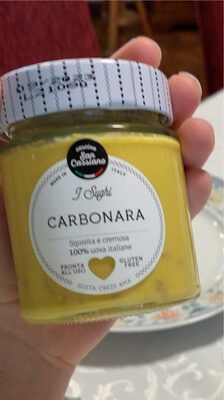 cascina
San
Cassiano
MADE IN ITALY
I Sughi
CARBONARA
Squisita e cremosa
100% uova italiane
PRONTA GLUTEN
ALL'USO FREE
GUSTA CREDI AMA